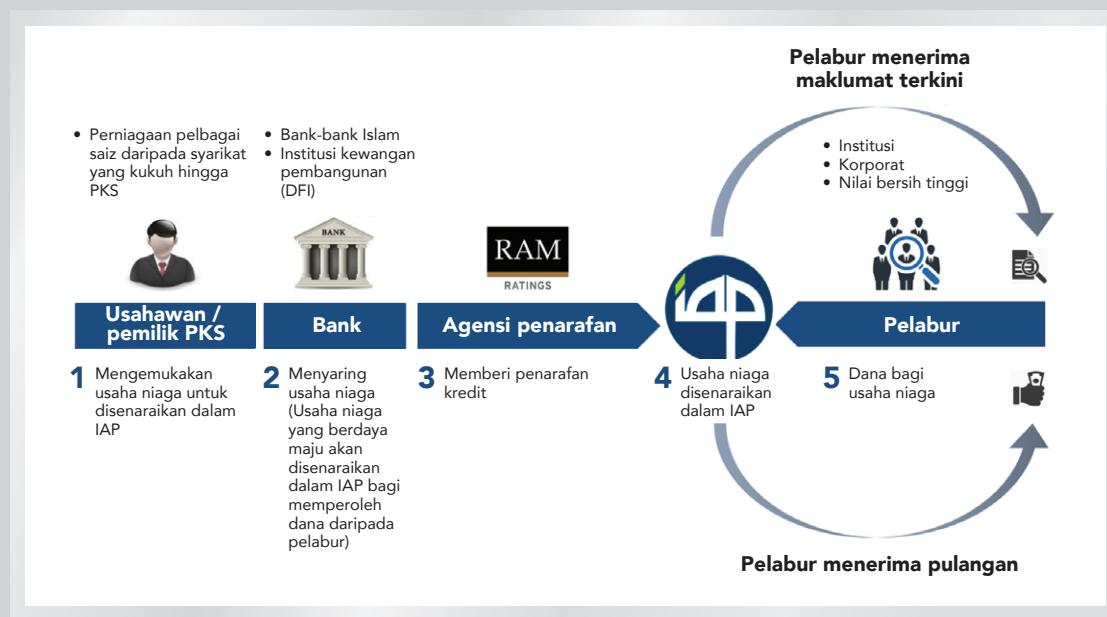 Pelabur menerima
maklumat terkini
• Perniagaan pelbagai
saiz daripada syarikat
yang kukuh hingga
PKS
• Bank-bank Islam
• Institusi kewangan
pembangunan
(DFI)
• Institusi
• Korporat
• Nilai bersih tinggi
BANK
RAM
RATINGS
iap
Usahawan /
pemilik PKS
Bank
Agensi penarafan
Pelabur
1 Mengemukakan
usaha niaga untuk
disenaraikan dalam
IAP
2 Menyaring
usaha niaga
(Usaha niaga
yang berdaya
maju akan
disenaraikan
dalam IAP bagi
memperoleh
dana daripada
pelabur)
3 Memberi penarafan
kredit
4 Usaha niaga
disenaraikan
dalam IAP
5 Dana bagi
usaha niaga
Pelabur menerima pulangan